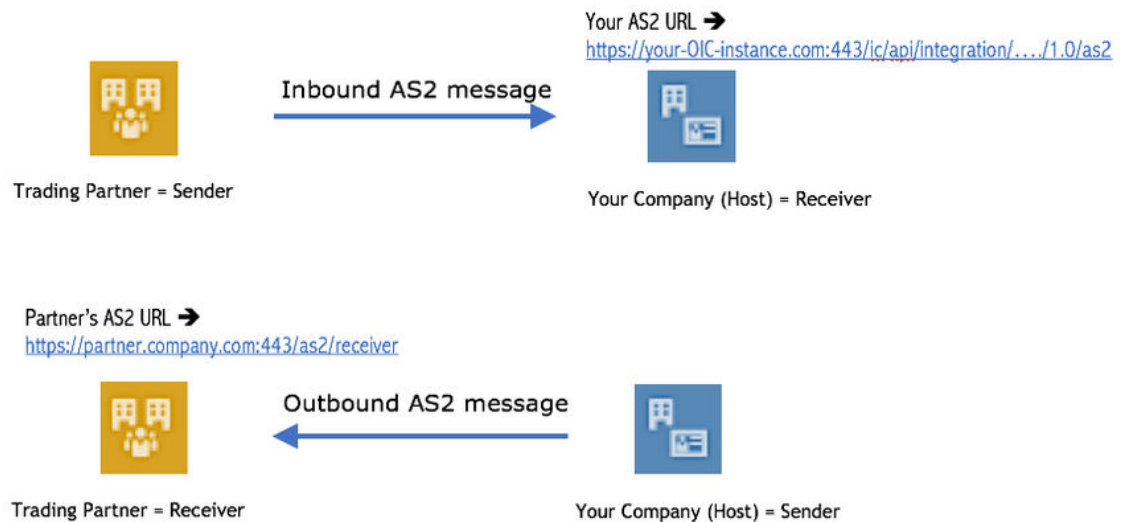 Your AS2 URL ➔
https://your-OIC-instance.com:443/ic/api/integration/..../1.0/as2
Inbound AS2 message
Trading Partner = Sender
Your Company (Host) = Receiver
Partner's AS2 URL ➔
https://partner.company.com:443/as2/receiver
Outbound AS2 message
Trading Partner = Receiver
Your Company (Host) = Sender